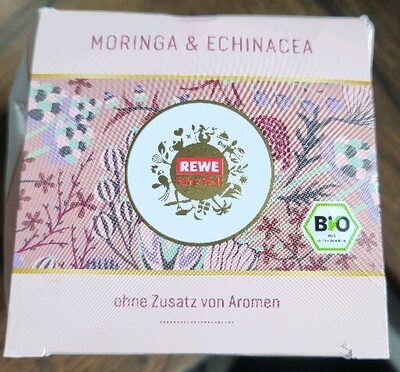 MORINGA & ECHINACEA
REWE
BiO
ohne Zusatz von Aromen